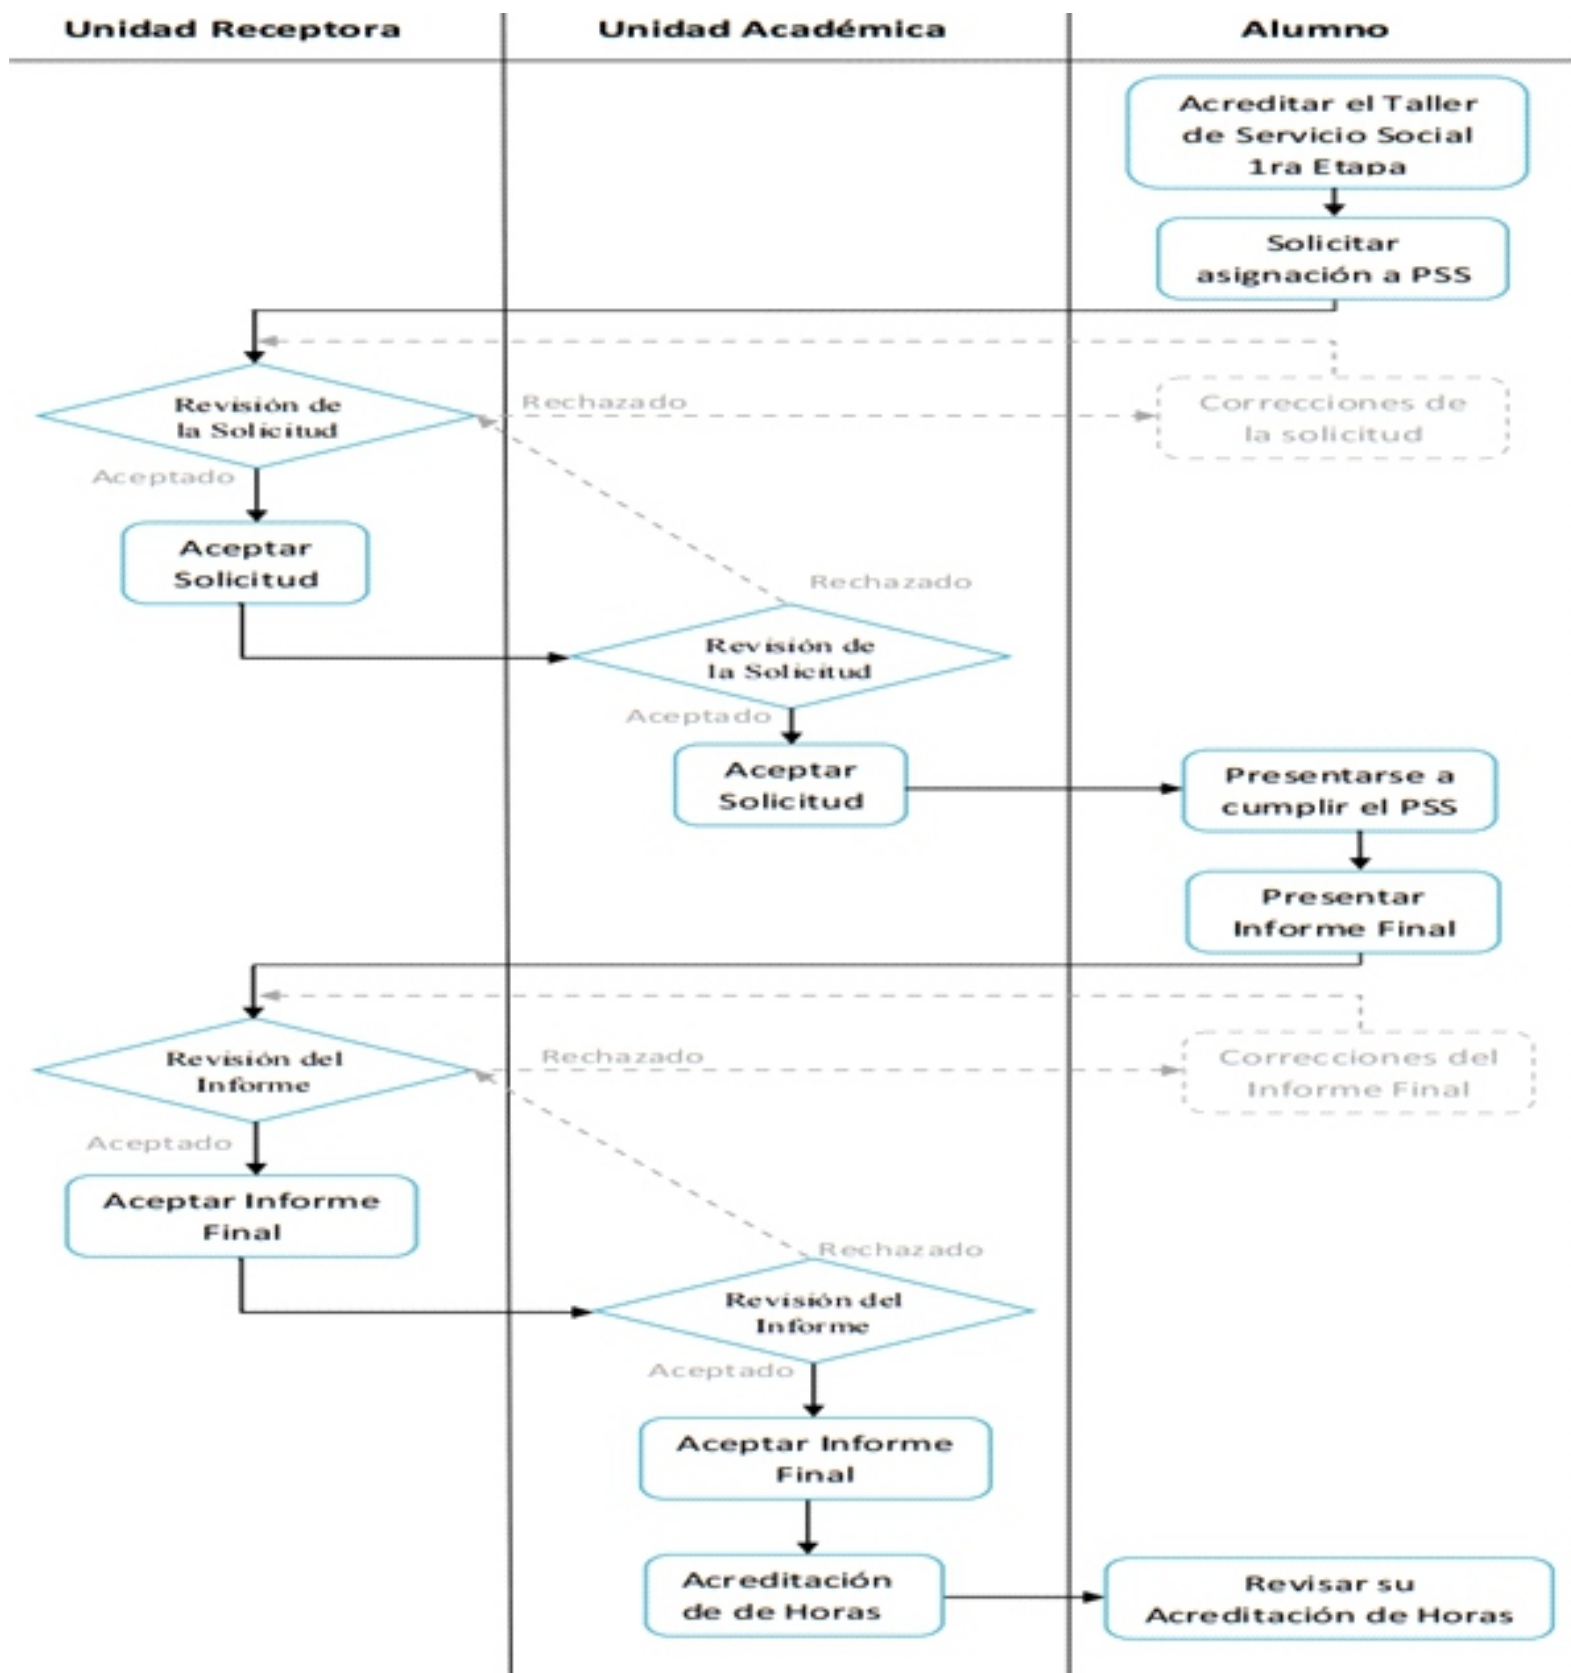 Unidad Receptora
Unidad Académica
Alumno
Acreditar el Taller
de Servicio Social
1ra Etapa
Solicitar
asignación a PSS
Revisión de
la Solicitud
Rechazado
Correcciones de
la solicitud
Aceptado
Aceptar
Solicitud
Rechazado
Revisión de
la Solicitud
Aceptado
Aceptar
Solicitud
Presentarse a
cumplir el PSS
Presentar
Informe Final
Revisión del
Informe
Rechazado
Correcciones del
Informe Final
Aceptado
Aceptar Informe
Final
Rechazado
Revisión del
Informe
Aceptado
Aceptar Informe
Final
Acreditación
de de Horas
Revisar su
Acreditación de Horas